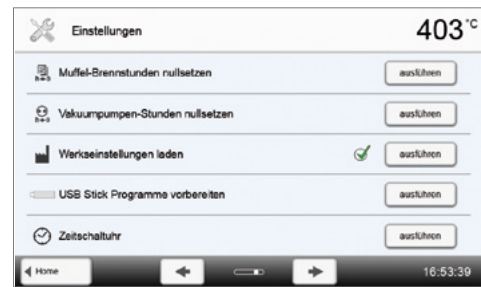 Einstellungen
403°C
Muffel-Brennstunden nullsetzen
ausführen
Vakuumpumpen-Stunden nullsetzen
ausführen
Werkseinstellungen laden
ausführen
USB Stick Programme vorbereiten
ausführen
Zeitschaltuhr
ausführen
Home
16:53:39